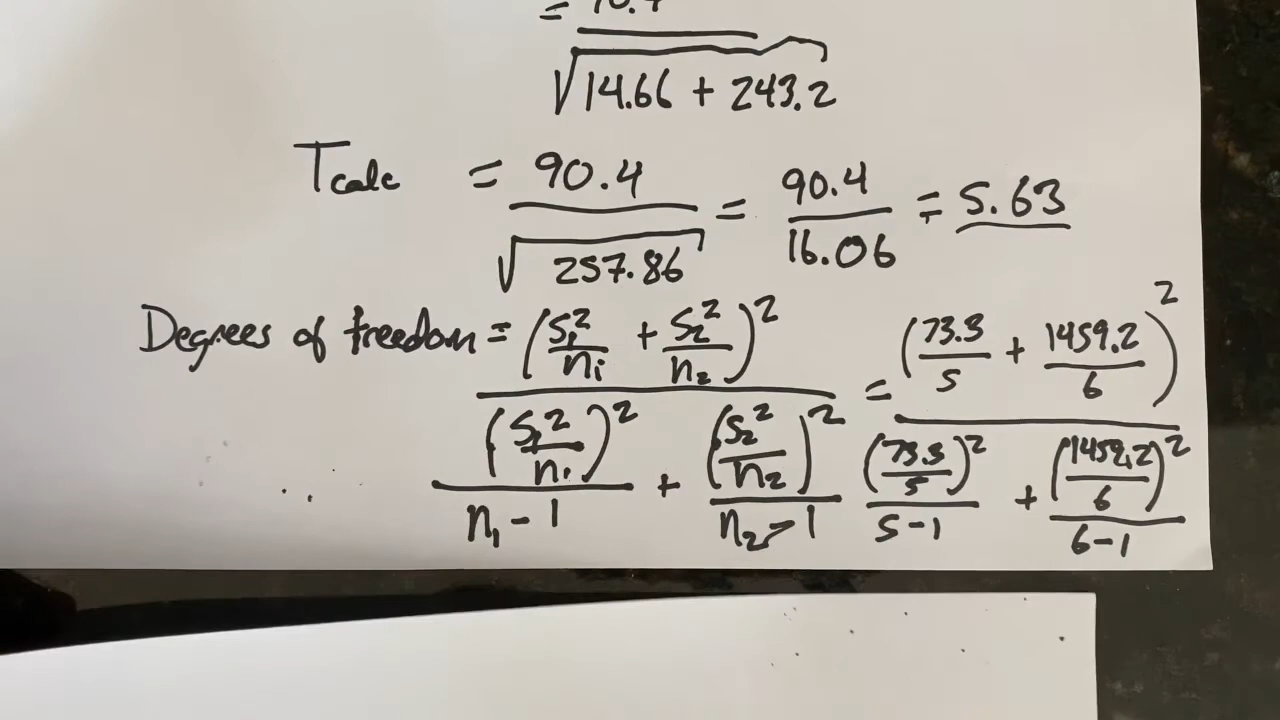 = 90.4 / √(14.66 + 243.2)
Tcalc = 90.4 / √257.86 = 90.4 / 16.06 = 5.63
Degrees of freedom = (S₁²/n₁ + S₂²/n₂)² / ((S₁²/n₁)²/(n₁ - 1) + (S₂²/n₂)²/(n₂ - 1)) = (73.3/5 + 1459.2/6)² / ((73.3/5)²/(5-1) + (1459.2/6)²/(6-1))